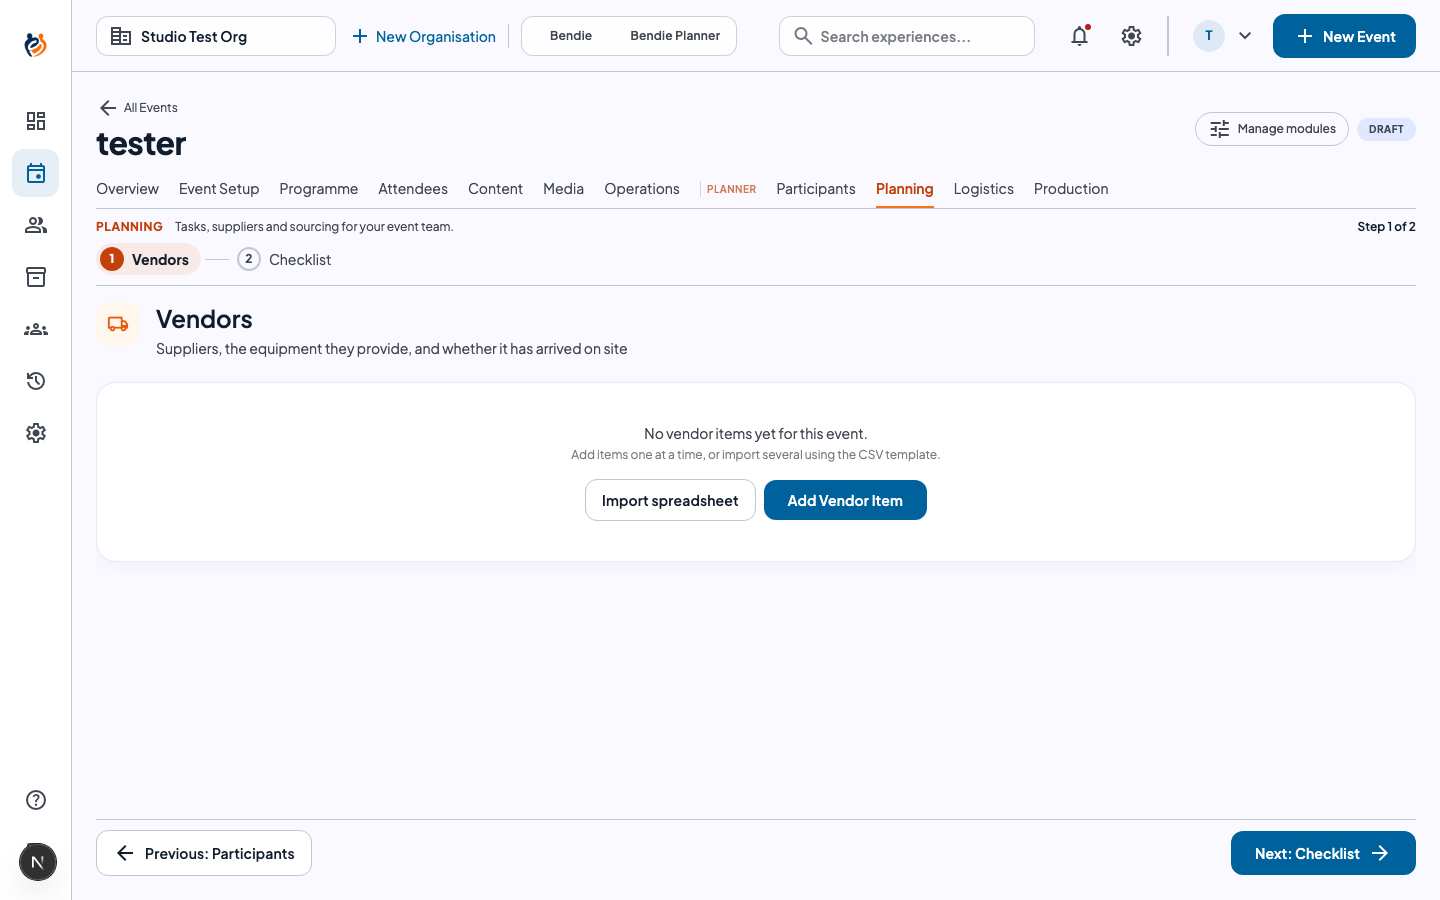 Studio Test Org
New Organisation
Bendie
Bendie Planner
Search experiences...
T
New Event
All Events
tester
Manage modules
DRAFT
Overview
Event Setup
Programme
Attendees
Content
Media
Operations
PLANNER
Participants
Planning
Logistics
Production
PLANNING
Tasks, suppliers and sourcing for your event team.
Step 1 of 2
1
Vendors
2
Checklist
Vendors
Suppliers, the equipment they provide, and whether it has arrived on site
No vendor items yet for this event.
Add items one at a time, or import several using the CSV template.
Import spreadsheet
Add Vendor Item
N
Previous: Participants
Next: Checklist